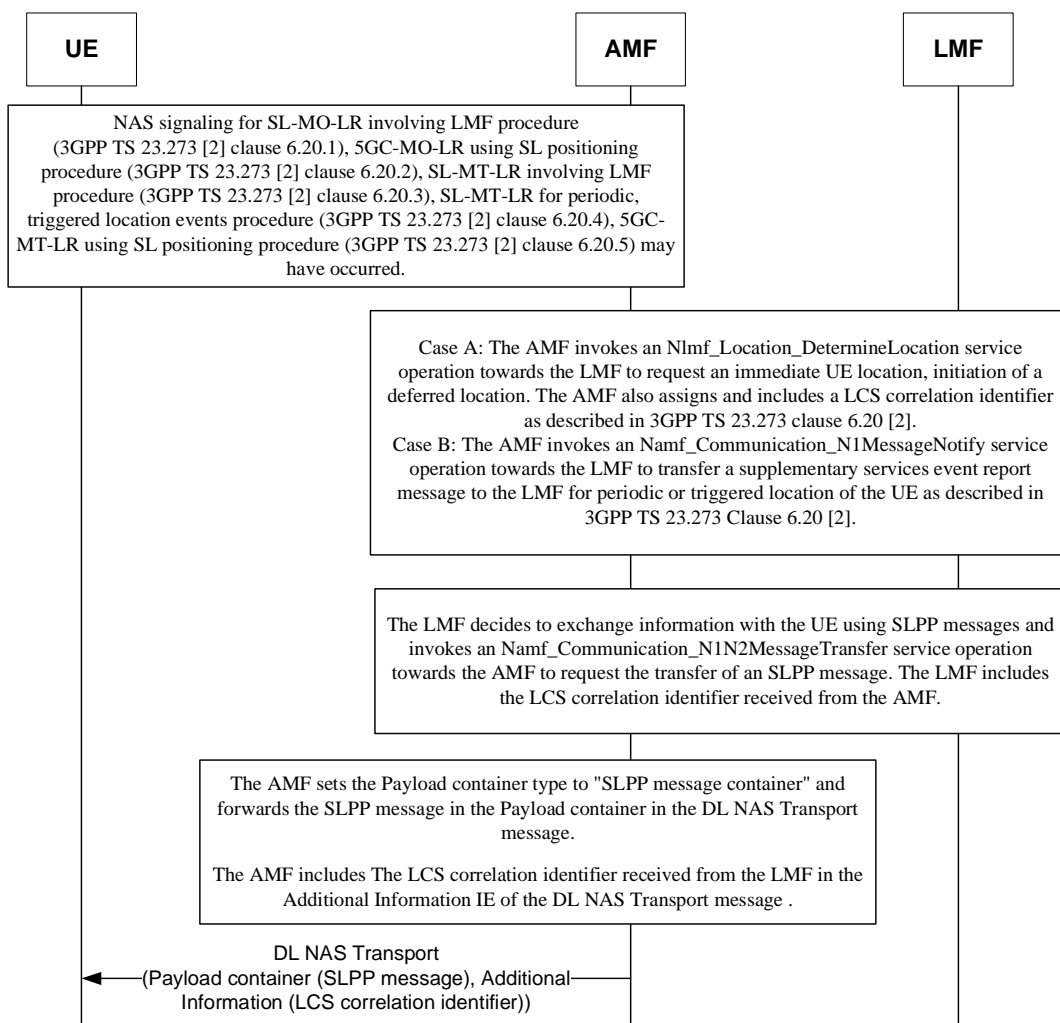 UE
AMF
LMF
NAS signaling for SL-MO-LR involving LMF procedure
(3GPP TS 23.273 [2] clause 6.20.1), 5GC-MO-LR using SL positioning
procedure (3GPP TS 23.273 [2] clause 6.20.2), SL-MT-LR involving LMF
procedure (3GPP TS 23.273 [2] clause 6.20.3), SL-MT-LR for periodic,
triggered location events procedure (3GPP TS 23.273 [2] clause 6.20.4), 5GC-
MT-LR using SL positioning procedure (3GPP TS 23.273 [2] clause 6.20.5) may
have occurred.
Case A: The AMF invokes an Nlmf_Location_DetermineLocation service
operation towards the LMF to request an immediate UE location, initiation of a
deferred location. The AMF also assigns and includes a LCS correlation identifier
as described in 3GPP TS 23.273 clause 6.20 [2].
Case B: The AMF invokes an Namf_Communication_N1MessageNotify service
operation towards the LMF to transfer a supplementary services event report
message to the LMF for periodic or triggered location of the UE as described in
3GPP TS 23.273 Clause 6.20 [2].
The LMF decides to exchange information with the UE using SLPP messages and
invokes an Namf_Communication_N1N2MessageTransfer service operation
towards the AMF to request the transfer of an SLPP message. The LMF includes
the LCS correlation identifier received from the AMF.
The AMF sets the Payload container type to "SLPP message container" and
forwards the SLPP message in the Payload container in the DL NAS Transport
message.
The AMF includes The LCS correlation identifier received from the LMF in the
Additional Information IE of the DL NAS Transport message .
DL NAS Transport
(Payload container (SLPP message), Additional
Information (LCS correlation identifier))